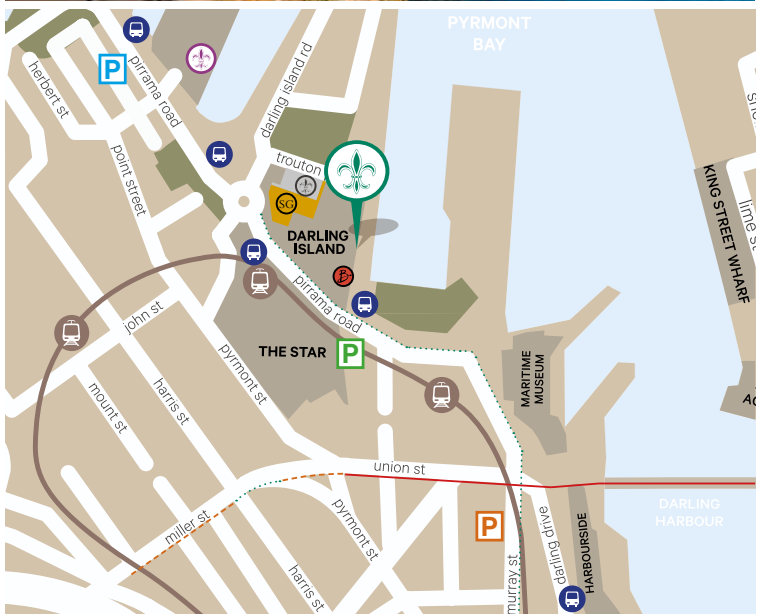 PYRMONT
BAY
P
herbert st
pirrama road
darling island rd
point street
trouton
SG
DARLING
ISLAND
B
pirrama road
KING STREET WHARF
lime st
john st
THE STAR
P
pyrmont st
MARITIME
MUSEUM
mount st
harris st
union st
miller st
pyrmont st
P
DARLING
HARBOUR
harris st
murray st
darling drive
HARBOURSIDE